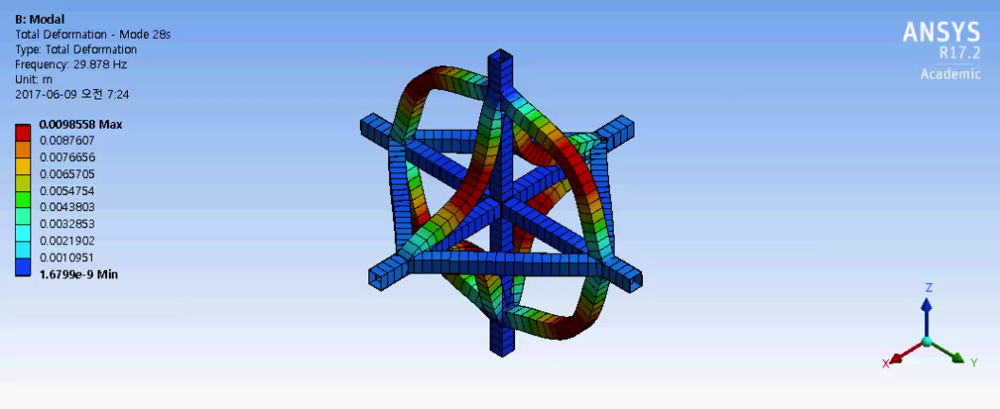 B: Modal
Total Deformation - Mode 28s
Type: Total Deformation
Frequency: 29.878 Hz
Unit: m
2017-06-09 오전 7:24
0.0098558 Max
0.0087607
0.0076656
0.0065705
0.0054754
0.0043803
0.0032853
0.0021902
0.0010951
1.6799e-9 Min
ANSYS
R17.2
Academic
Z
X
Y